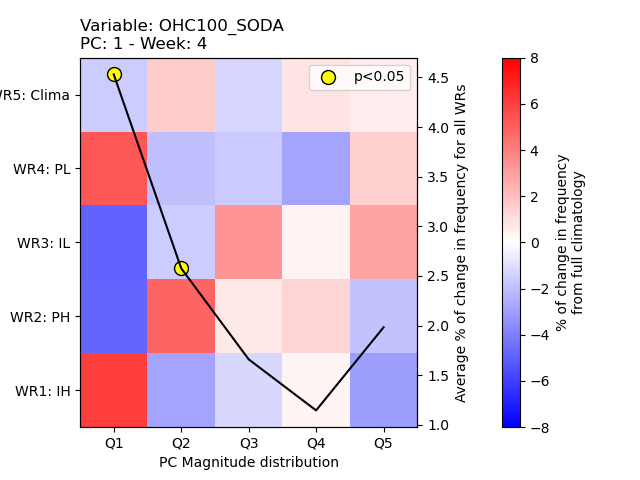 Variable: OHC100_SODA
PC: 1 - Week: 4
p<0.05
WR5: Clima
WR4: PL
WR3: IL
WR2: PH
WR1: IH
Q1 Q2 Q3 Q4 Q5
PC Magnitude distribution
4.5
4.0
3.5
3.0
2.5
2.0
1.5
1.0
Average % of change in frequency for all WRs
8
6
4
2
0
−2
−4
−6
−8
% of change in frequency
from full climatology